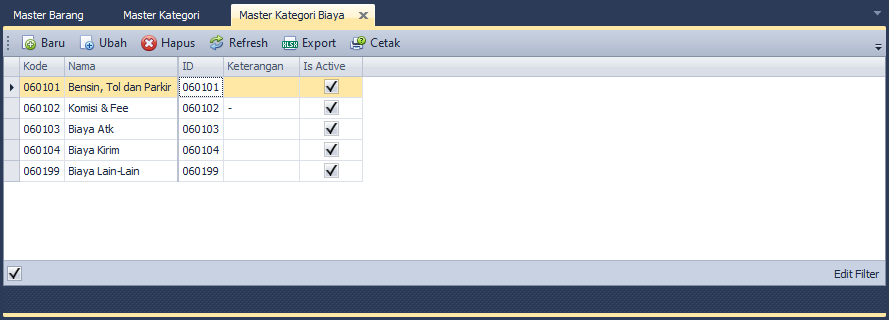 Master Barang Master Kategori Master Kategori Biaya
Baru Ubah Hapus Refresh XLSX Export Cetak
Kode Nama ID Keterangan Is Active
060101 Bensin, Tol dan Parkir 060101
060102 Komisi & Fee 060102 -
060103 Biaya Atk 060103
060104 Biaya Kirim 060104
060199 Biaya Lain-Lain 060199
Edit Filter